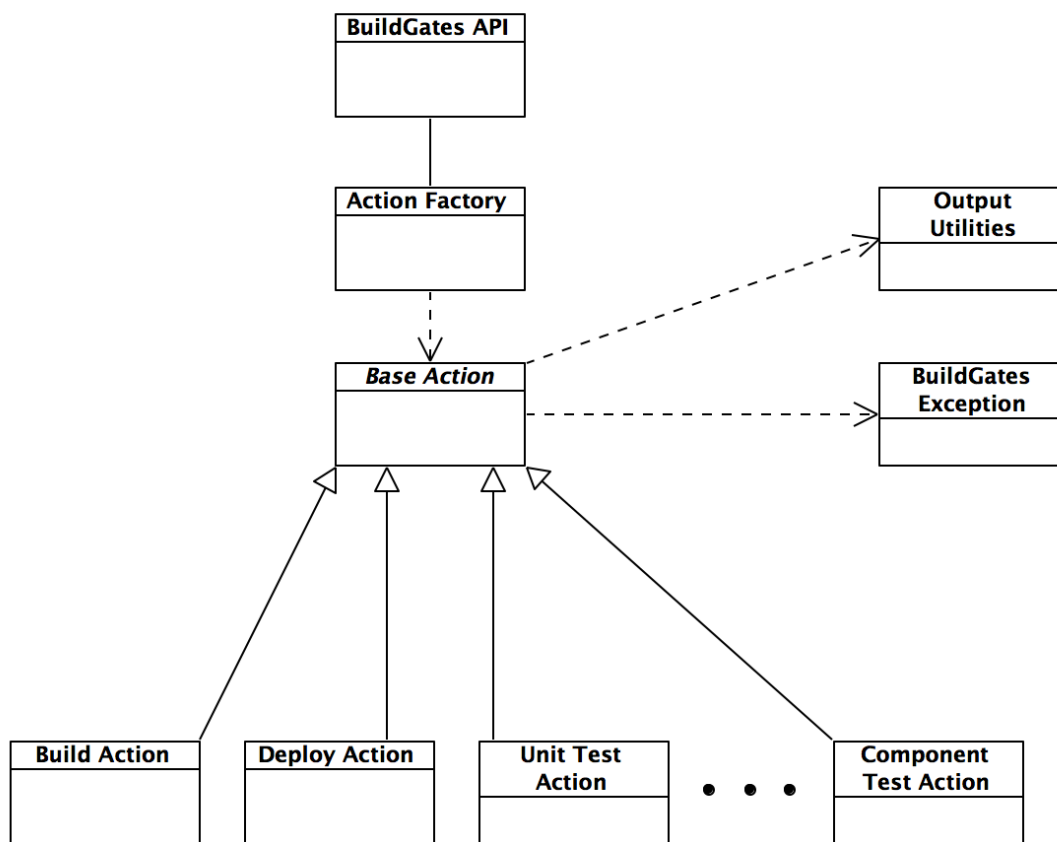 BuildGates API
Action Factory
Output
Utilities
Base Action
BuildGates
Exception
Build Action
Deploy Action
Unit Test
Action
Component
Test Action